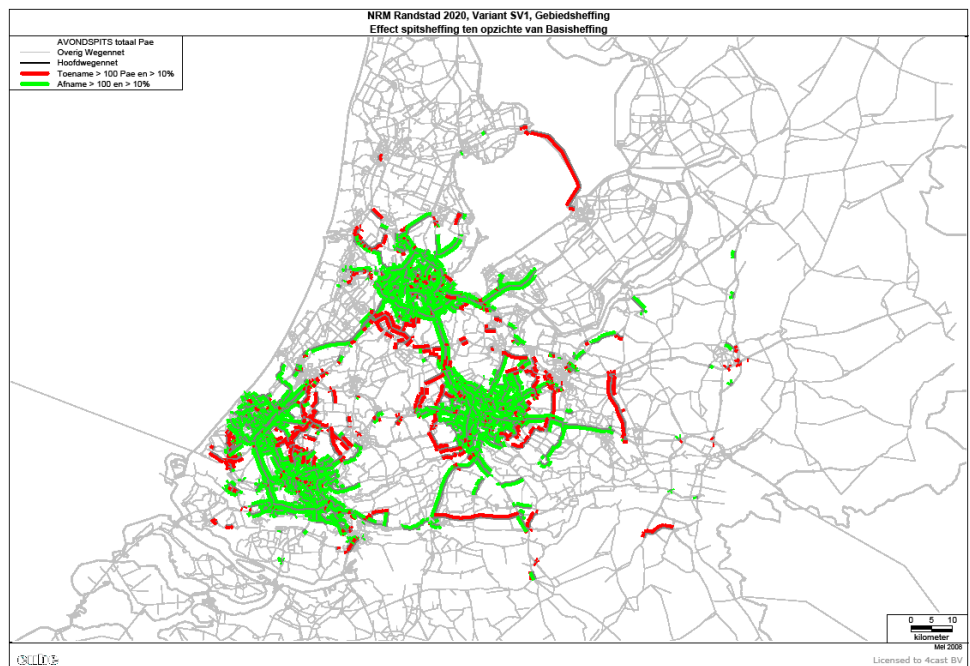 NRM Randstad 2020, Variant SV1, Gebiedsheffing
Effect spitsheffing ten opzichte van Basisheffing
AVONDSPITS totaal Pae
Overig Wegennet
Hoofdwegennet
Toename > 100 Pae en > 10%
Afname > 100 en > 10%
0 5 10
kilometer
Mei 2008
cube
Licensed to 4cast BV